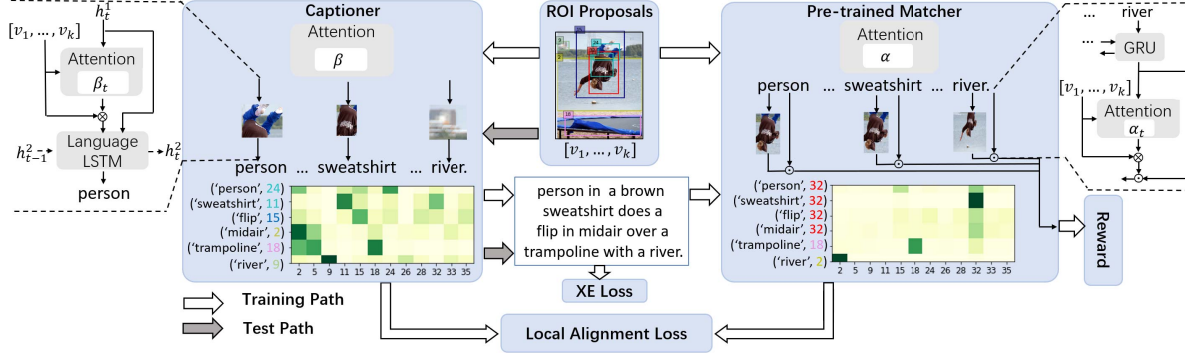 h_t^1
[v_1, …, v_k]
Attention
β_t
Language
LSTM
h_{t-1}^2
h_t^2
person
Captioner
Attention
β
person ... sweatshirt ... river.
('person', 24)
('sweatshirt', 11)
('flip', 15)
('midair', 2)
('trampoline', 18)
('river', 9)
2 5 9 11 15 18 24 26 28 32 33 35
ROI Proposals
[v_1, …, v_k]
person in a brown
sweatshirt does a
flip in midair over a
trampoline with a river.
XE Loss
Pre-trained Matcher
Attention
α
person ... sweatshirt ... river.
('person', 32)
('sweatshirt', 32)
('flip', 32)
('midair', 32)
('trampoline', 18)
('river', 2)
2 5 9 11 15 18 24 26 28 32 33 35
... river
...
GRU
[v_1, …, v_k]
Attention
α_t
...
Reward
Training Path
Test Path
Local Alignment Loss